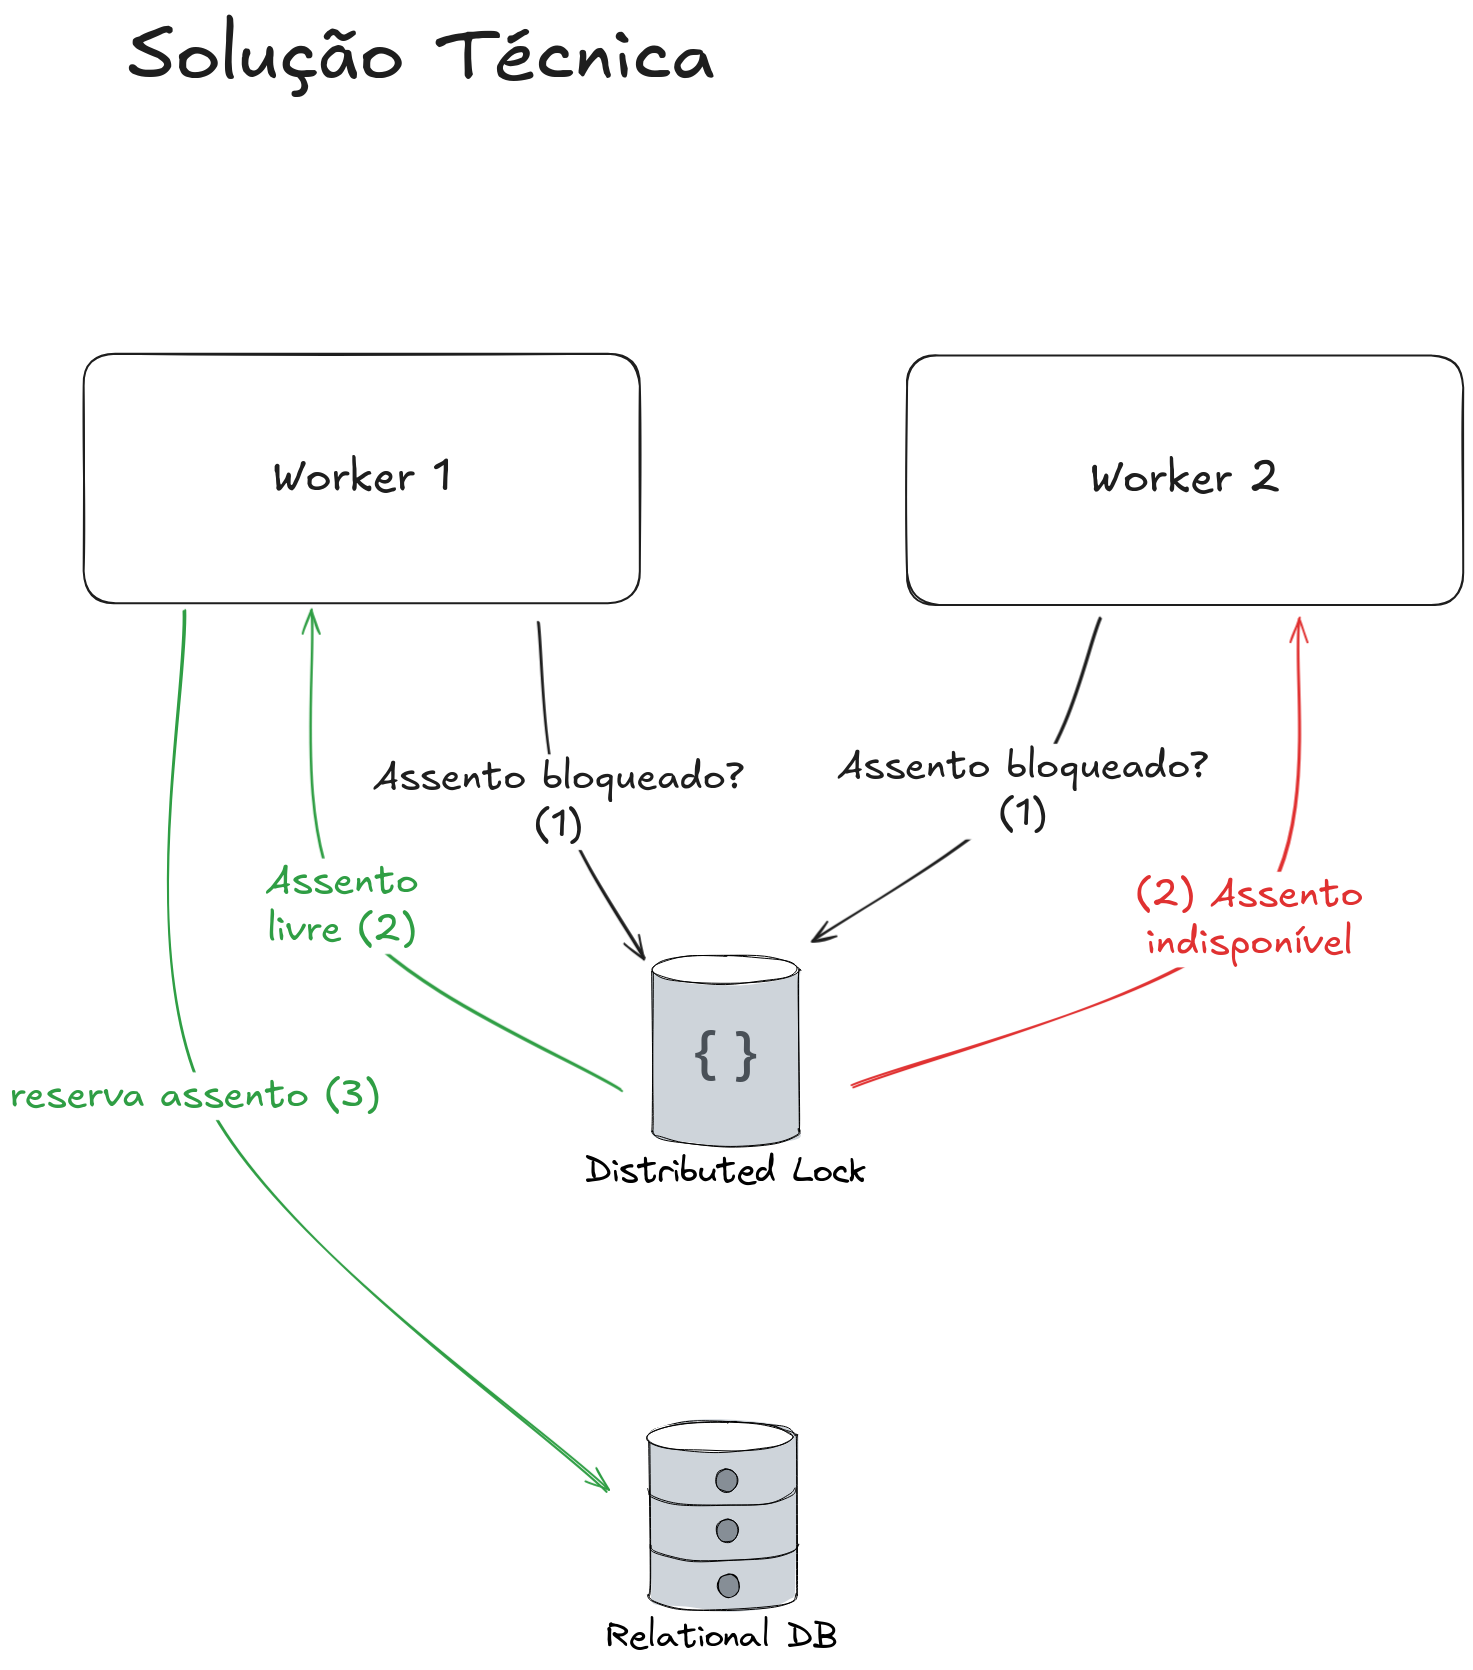 Solução Técnica
Worker 1
Worker 2
Assento bloqueado?
(1)
Assento bloqueado?
(1)
Assento
livre (2)
(2) Assento
indisponível
{ }
reserva assento (3)
Distributed Lock
Relational DB